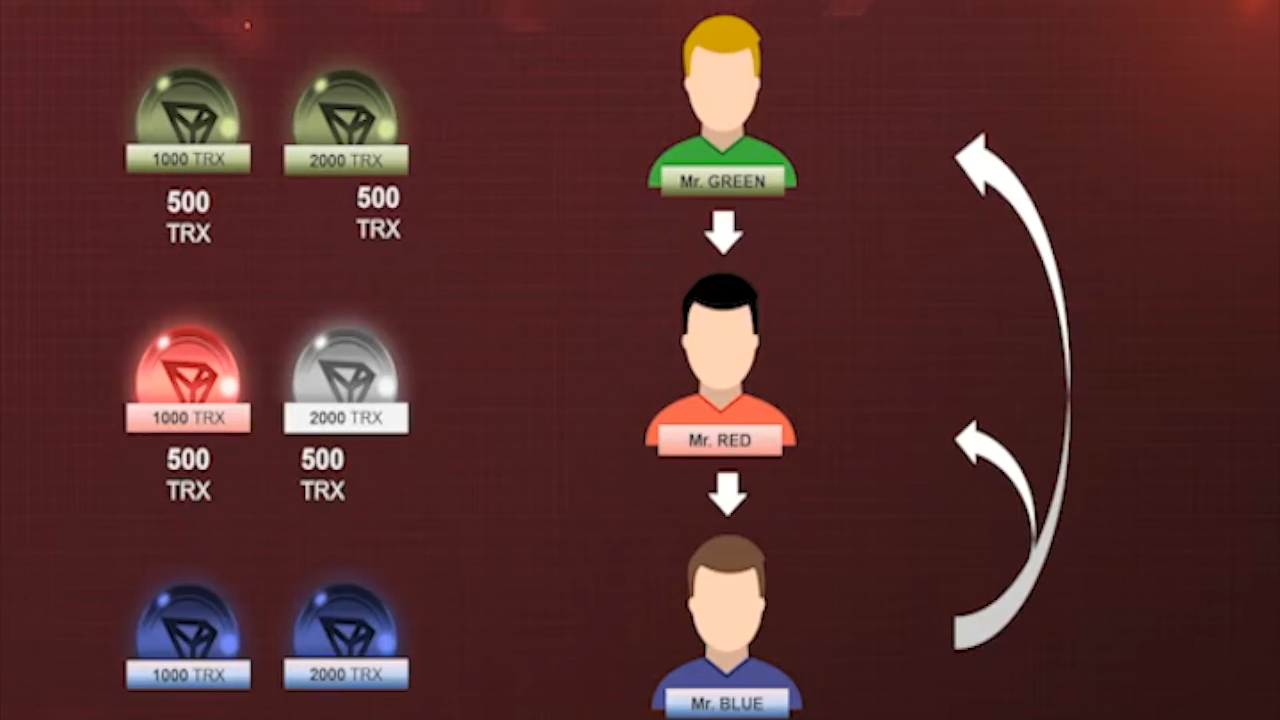 1000 TRX
2000 TRX
500
TRX
500
TRX
Mr. GREEN
1000 TRX
2000 TRX
500
TRX
500
TRX
Mr. RED
1000 TRX
2000 TRX
Mr. BLUE